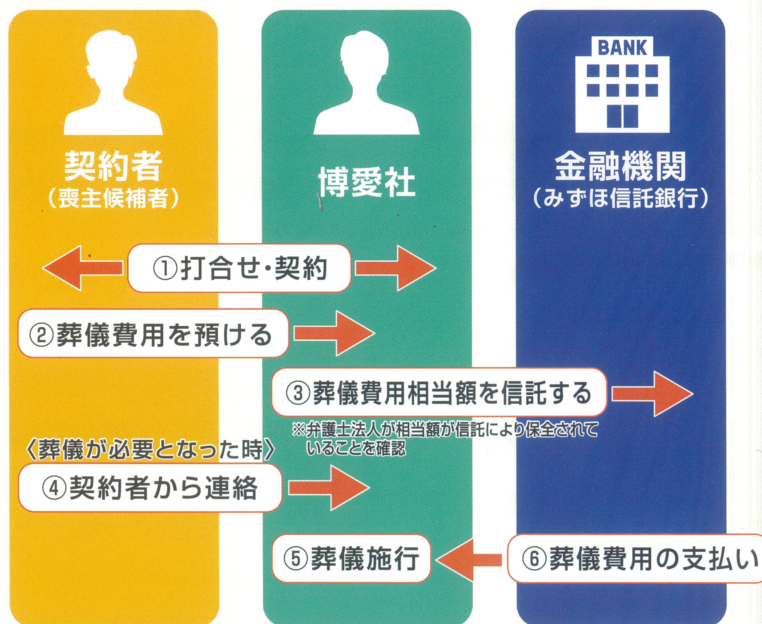 BANK
契約者
（喪主候補者）
博愛社
金融機関
（みずほ信託銀行）
①打合せ・契約
②葬儀費用を預ける
③葬儀費用相当額を信託する
※弁護士法人が相当額が信託により保全されて
いることを確認
〈葬儀が必要となった時〉
④契約者から連絡
⑤葬儀施行
⑥葬儀費用の支払い